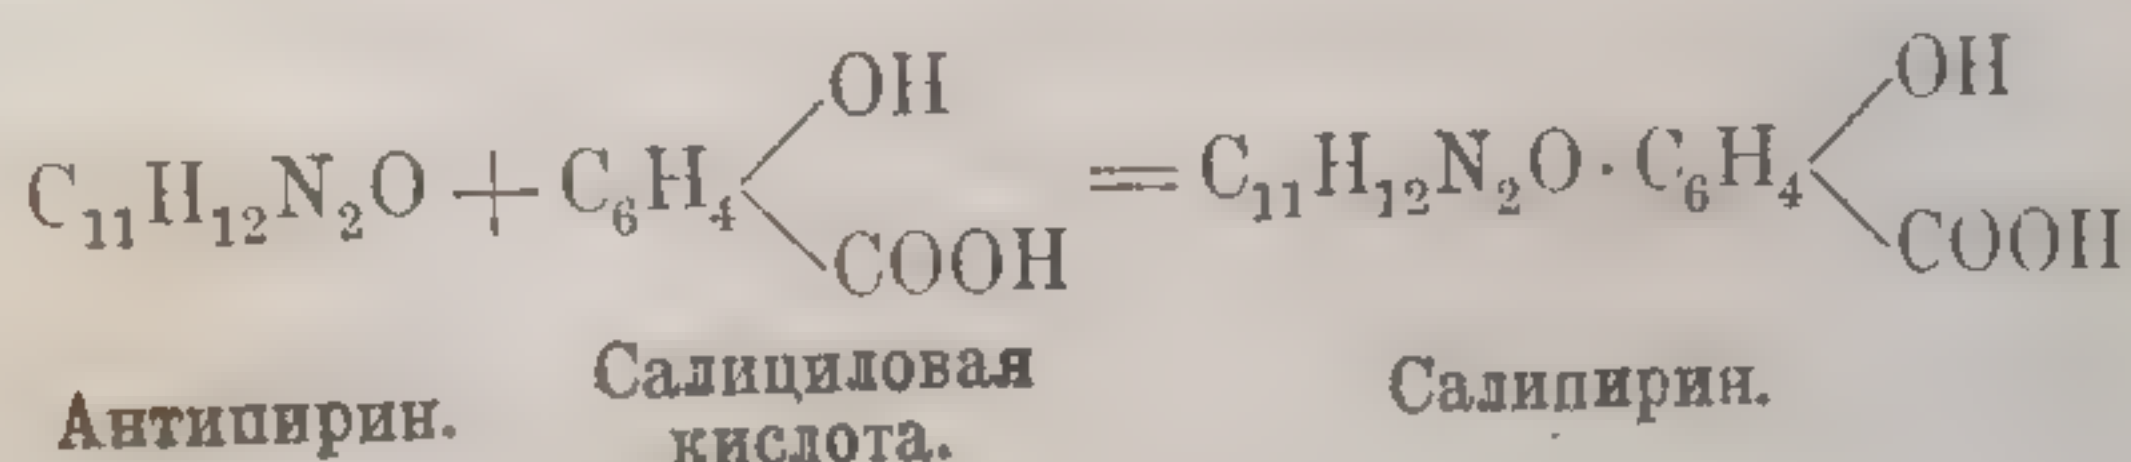 OH OH
C₁₁H₁₂N₂O + C₆H₄ = C₁₁H₁₂N₂O · C₆H₄
COOH COOH
Антипирин. Салициловая Салипирин.
кислота.